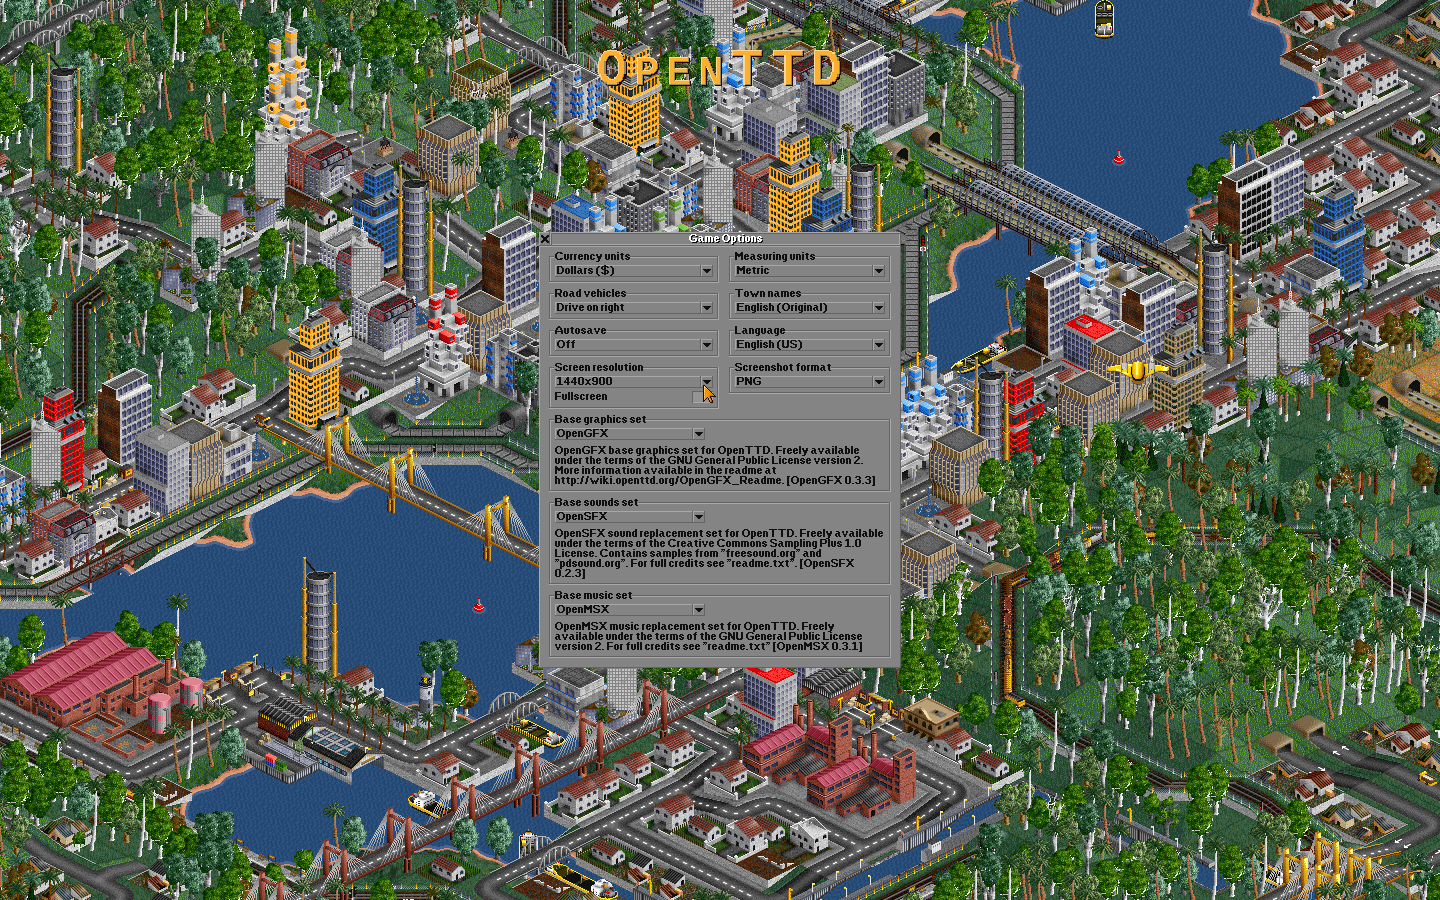 OPENTTD
Game Options
Currency units
Dollars ($)
Measuring units
Metric
Road vehicles
Drive on right
Town names
English (Original)
Autosave
Off
Language
English (US)
Screen resolution
1440x900
Fullscreen
Screenshot format
PNG
Base graphics set
OpenGFX
OpenGFX base graphics set for OpenTTD. Freely available
under the terms of the GNU General Public License version 2.
More information available in the readme at
http://wiki.openttd.org/OpenGFX_Readme. [OpenGFX 0.3.3]
Base sounds set
OpenSFX
OpenSFX sound replacement set for OpenTTD. Freely available
under the terms of the Creative Commons Sampling Plus 1.0
License. Contains samples from "freesound.org" and
"pdsound.org". For full credits see "readme.txt". [OpenSFX
0.2.3]
Base music set
OpenMSX
OpenMSX music replacement set for OpenTTD. Freely
available under the terms of the GNU General Public License
version 2. For full credits see "readme.txt" [OpenMSX 0.3.1]